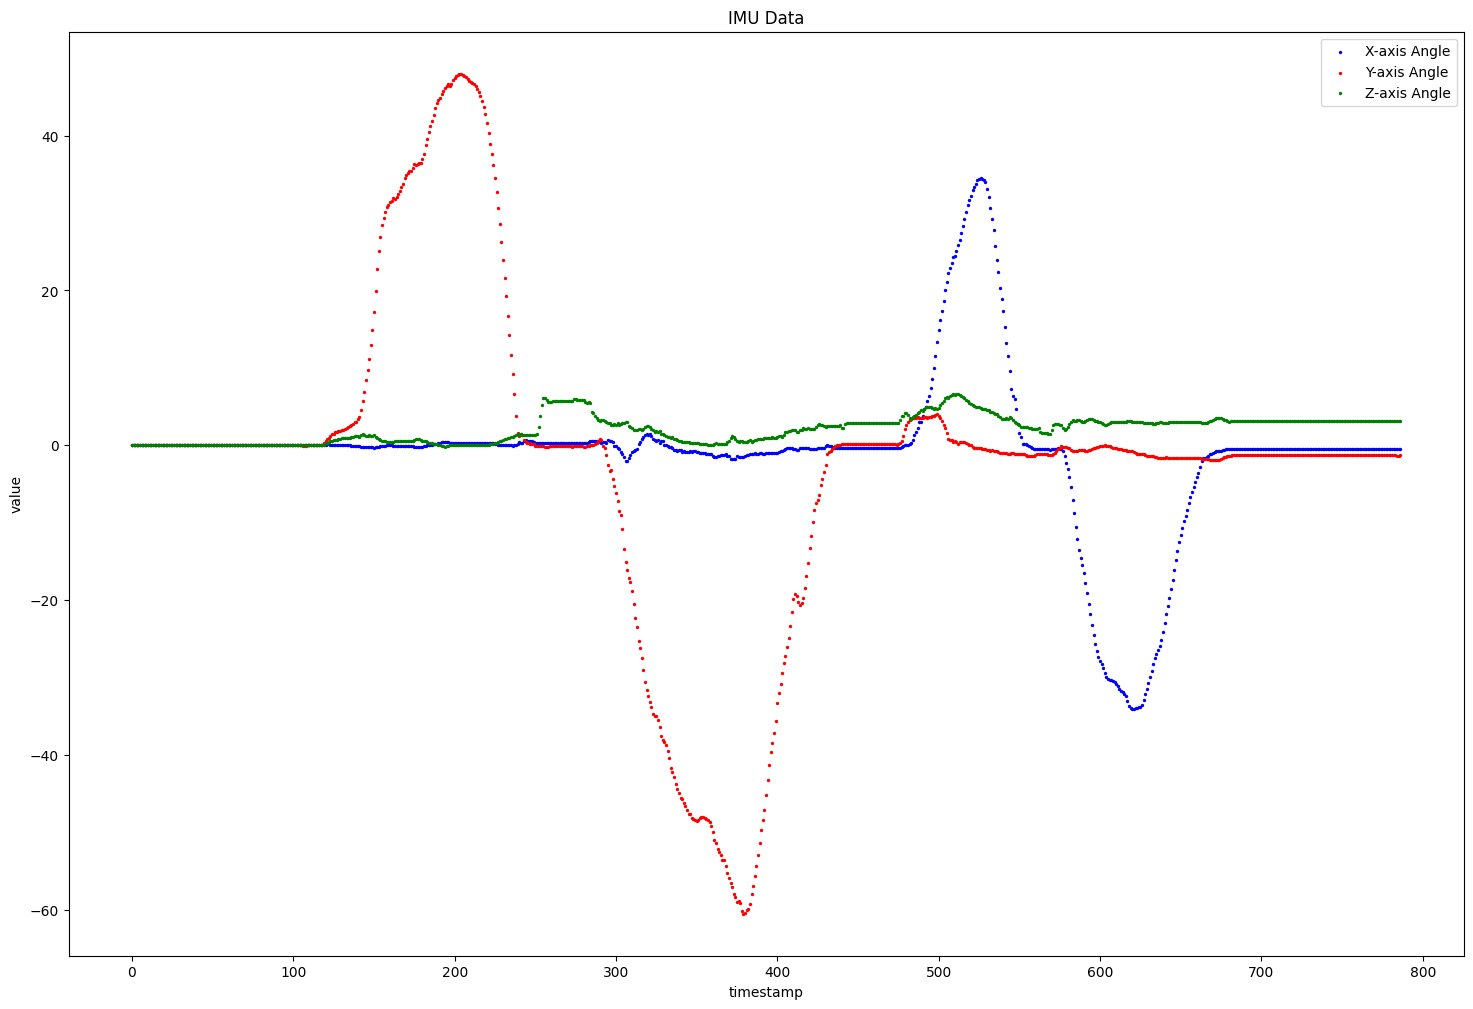 IMU Data
X-axis Angle
Y-axis Angle
Z-axis Angle
value
40
20
0
−20
−40
−60
0 100 200 300 400 500 600 700 800
timestamp